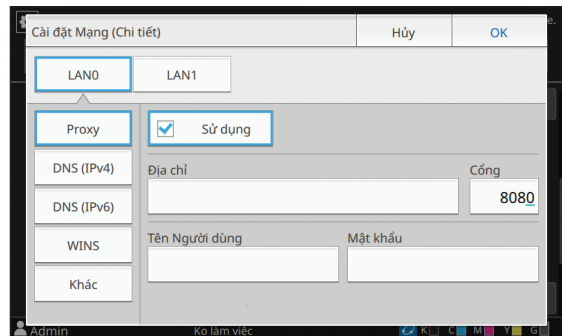 e.
Cài đặt Mạng (Chi tiết) Hủy OK
LAN0 LAN1
Proxy Sử dụng
DNS (IPv4) Địa chỉ Cổng
8080
DNS (IPv6)
WINS Tên Người dùng Mật khẩu
Khác
Admin Ko làm việc K C M Y G